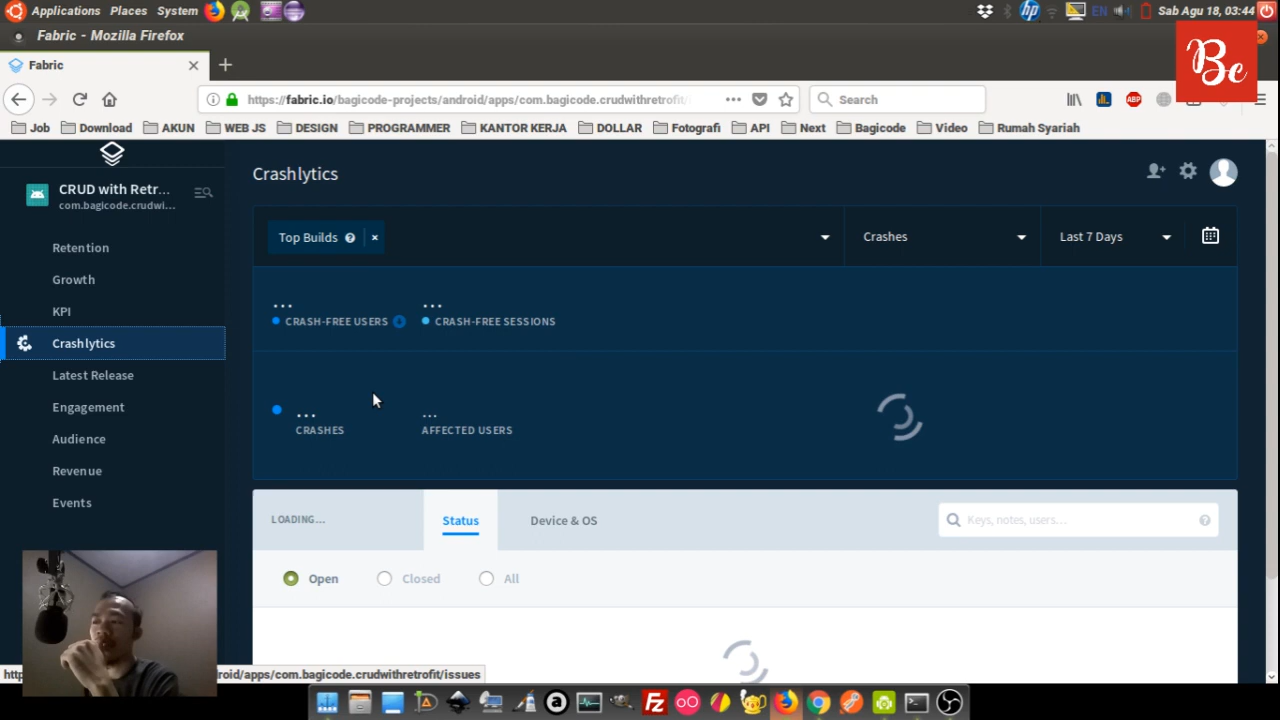 Applications Places System
EN
Sab Agu 18, 03:44
Fabric - Mozilla Firefox
Bc
Fabric
https://fabric.io/bagicode-projects/android/apps/com.bagicode.crudwithretrofit/
Search
ABP
Job Download AKUN WEB JS DESIGN PROGRAMMER KANTOR KERJA DOLLAR Fotografi API Next Bagicode Video Rumah Syariah
CRUD with Retr...
com.bagicode.crudwi...
Retention
Growth
KPI
Crashlytics
Latest Release
Engagement
Audience
Revenue
Events
Crashlytics
Top Builds ? ×
Crashes
Last 7 Days
...
CRASH-FREE USERS
...
CRASH-FREE SESSIONS
...
CRASHES
...
AFFECTED USERS
LOADING...
Status
Device & OS
Keys, notes, users...
Open
Closed
All
roid/apps/com.bagicode.crudwithretrofit/issues